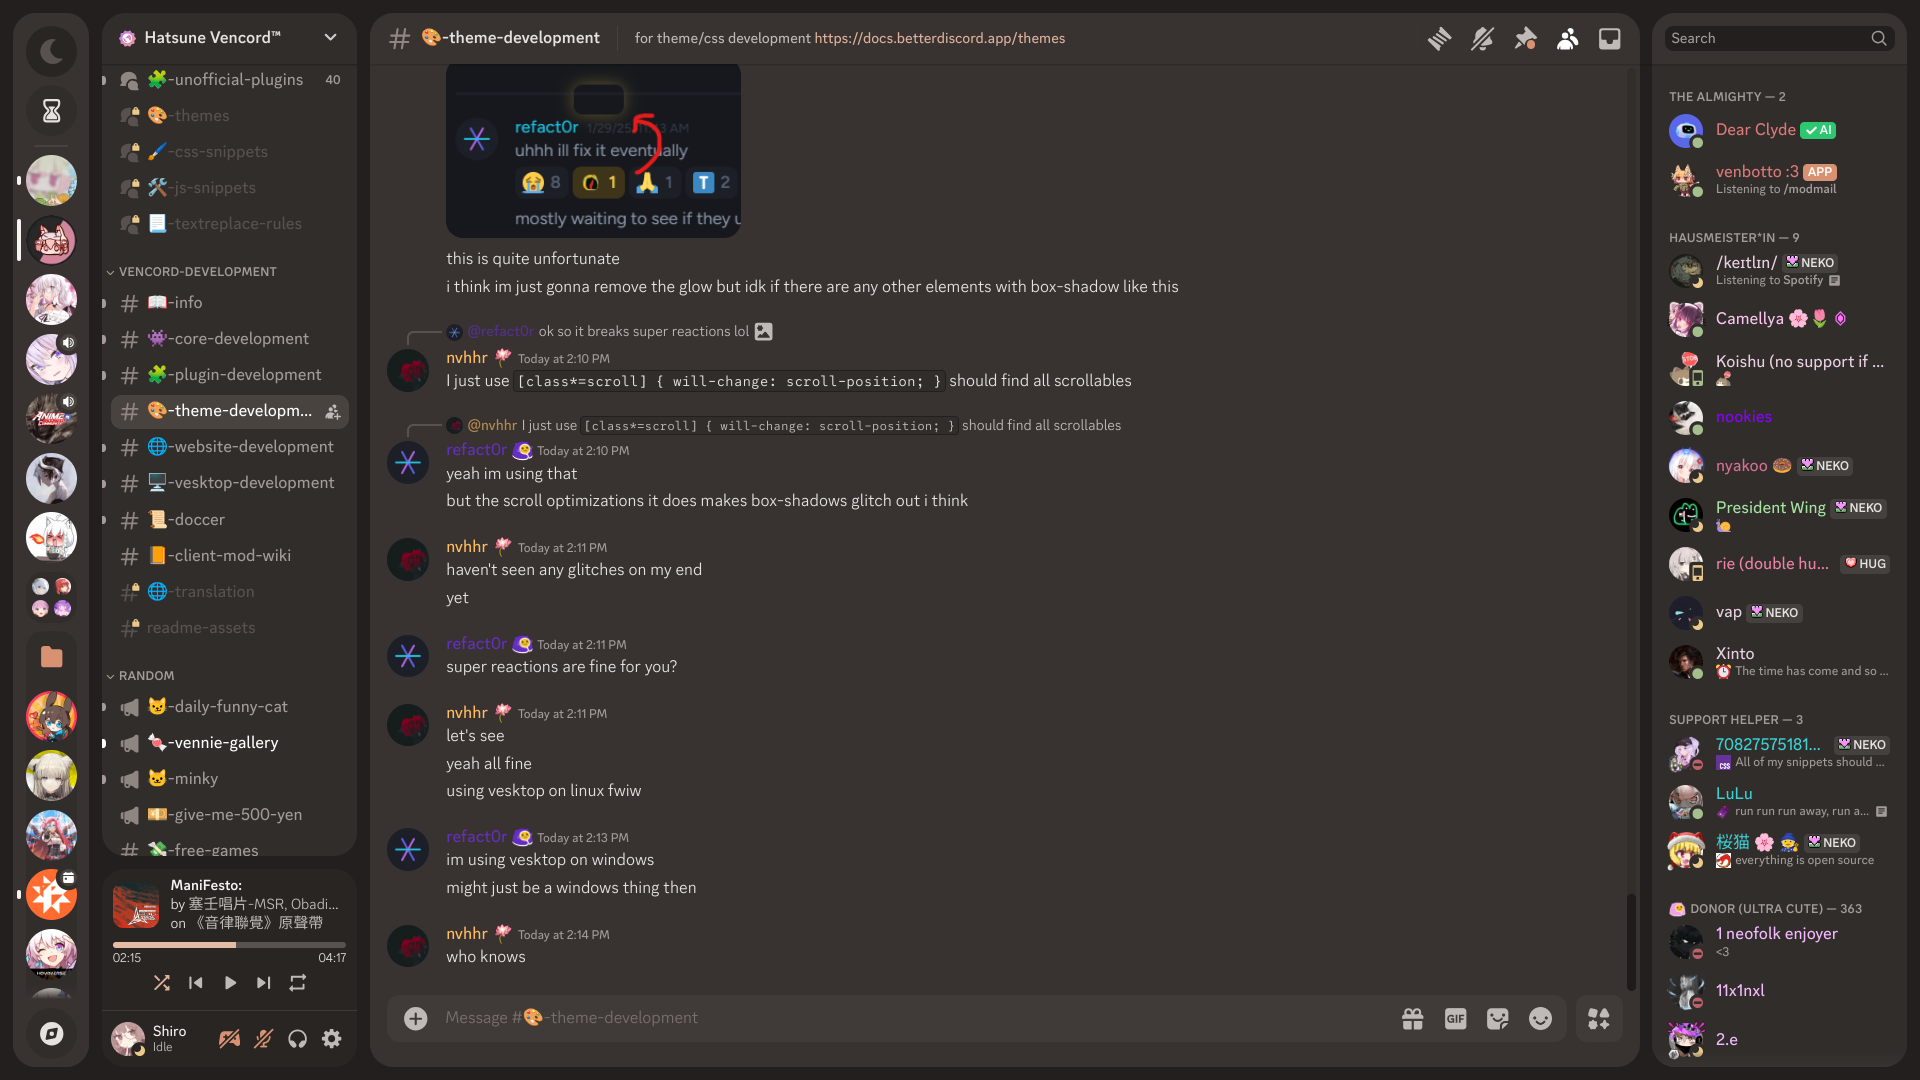 Hatsune Vencord™
🧩-unofficial-plugins 40
🎨-themes
🖌️-css-snippets
🛠️-js-snippets
📃-textreplace-rules
VENCORD-DEVELOPMENT
📖-info
👾-core-development
🧩-plugin-development
🎨-theme-developm...
🌐-website-development
🖥️-vesktop-development
📜-doccer
📙-client-mod-wiki
🌐-translation
readme-assets
RANDOM
😼-daily-funny-cat
🍬-vennie-gallery
🐱-minky
💴-give-me-500-yen
💸-free-games
ManiFesto:
by 塞壬唱片-MSR, Obadi...
on 《音律聯覺》原聲帶
02:15 04:17
Shiro
Idle
🎨-theme-development for theme/css development https://docs.betterdiscord.app/themes
refact0r
uhhh ill fix it eventually
8 1 1 T 2
mostly waiting to see if they u
this is quite unfortunate
i think im just gonna remove the glow but idk if there are any other elements with box-shadow like this
@refact0r ok so it breaks super reactions lol
nvhhr Today at 2:10 PM
I just use [class*=scroll] { will-change: scroll-position; } should find all scrollables
@nvhhr I just use [class*=scroll] { will-change: scroll-position; } should find all scrollables
refact0r Today at 2:10 PM
yeah im using that
but the scroll optimizations it does makes box-shadows glitch out i think
nvhhr Today at 2:11 PM
haven't seen any glitches on my end
yet
refact0r Today at 2:11 PM
super reactions are fine for you?
nvhhr Today at 2:11 PM
let's see
yeah all fine
using vesktop on linux fwiw
refact0r Today at 2:13 PM
im using vesktop on windows
might just be a windows thing then
nvhhr Today at 2:14 PM
who knows
Message #🎨-theme-development
GIF
Search
THE ALMIGHTY — 2
Dear Clyde ✓ AI
venbotto :3 APP
Listening to /modmail
HAUSMEISTER*IN — 9
/keɪtlɪn/ NEKO
Listening to Spotify
Camellya 🌸🌷
Koishu (no support if ...
nookies
nyakoo 🍩 NEKO
President Wing NEKO
🐌
rie (double hu... HUG
vap NEKO
Xinto
⏰ The time has come and so ...
SUPPORT HELPER — 3
70827575181... NEKO
CSS All of my snippets should ...
LuLu
run run run away, run a...
桜猫 🌸 NEKO
everything is open source
DONOR (ULTRA CUTE) — 363
1 neofolk enjoyer
<3
11x1nxl
2.e